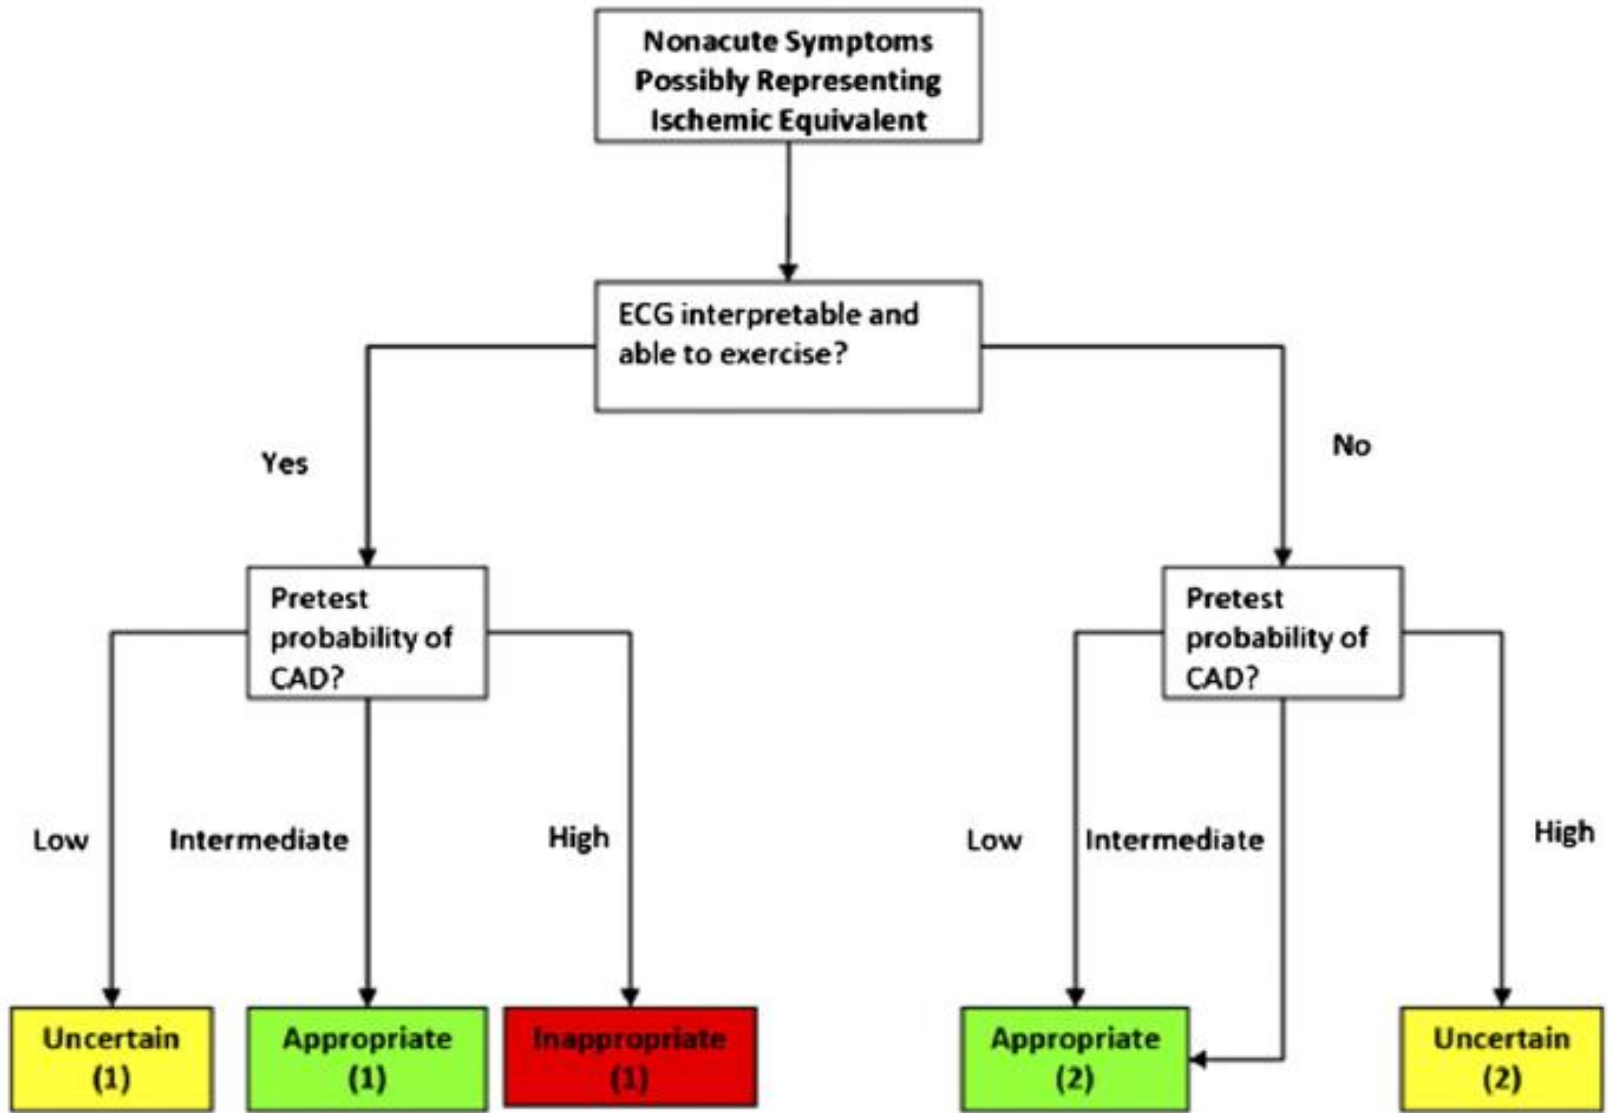 Nonacute Symptoms
Possibly Representing
Ischemic Equivalent
ECG interpretable and
able to exercise?
Yes
No
Pretest
probability of
CAD?
Pretest
probability of
CAD?
Low
Intermediate
High
Low
Intermediate
High
Uncertain
(1)
Appropriate
(1)
Inappropriate
(1)
Appropriate
(2)
Uncertain
(2)